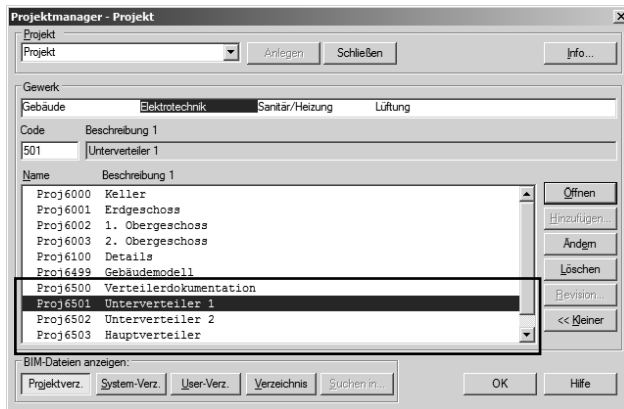 Projektmanager - Projekt
Projekt
Projekt Anlegen Schließen Info...
Gewerk
Gebäude Elektrotechnik Sanitär/Heizung Lüftung
Code Beschreibung 1
501 Unterverteiler 1
Name Beschreibung 1
Proj6000 Keller
Proj6001 Erdgeschoss
Proj6002 1. Obergeschoss
Proj6003 2. Obergeschoss
Proj6100 Details
Proj6499 Gebäudemodell
Proj6500 Verteilerdokumentation
Proj6501 Unterverteiler 1
Proj6502 Unterverteiler 2
Proj6503 Hauptverteiler
Öffnen
Hinzufügen...
Ändern
Löschen
Revision...
<< Kleiner
BIM-Dateien anzeigen:
Projektverz. System-Verz. User-Verz. Verzeichnis Suchen in... OK Hilfe